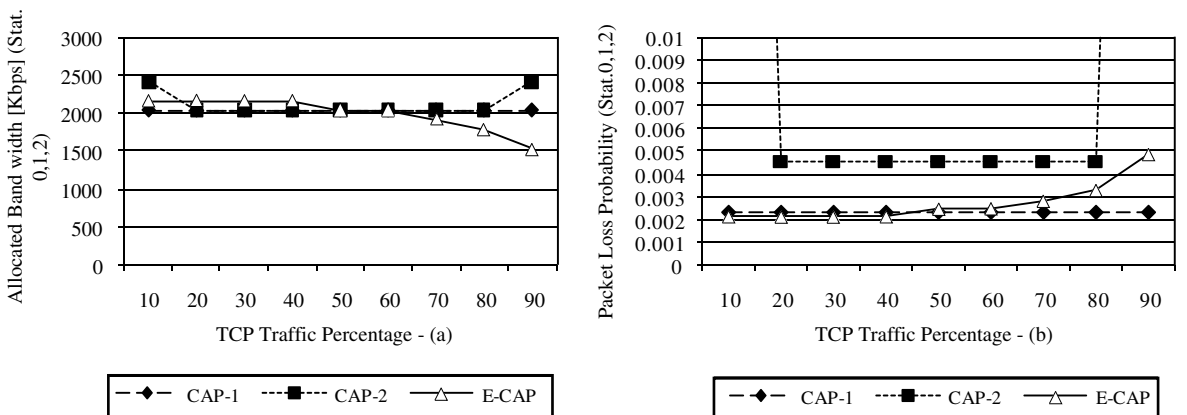 Allocated Band width [Kbps] (Stat.
0,1,2)
3000
2500
2000
1500
1000
500
0
10 20 30 40 50 60 70 80 90
TCP Traffic Percentage - (a)
CAP-1 CAP-2 E-CAP
Packet Loss Probability (Stat.0,1,2)
0.01
0.009
0.008
0.007
0.006
0.005
0.004
0.003
0.002
0.001
0
10 20 30 40 50 60 70 80 90
TCP Traffic Percentage - (b)
CAP-1 CAP-2 E-CAP